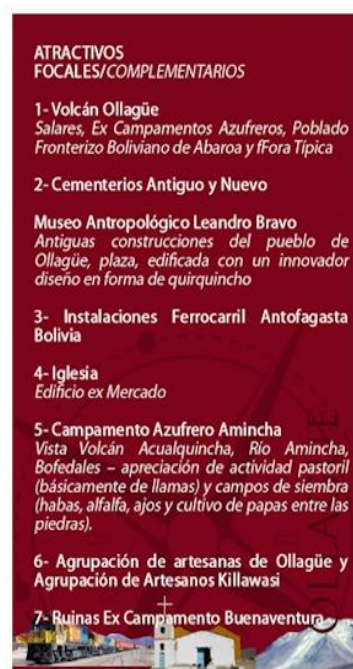 ATRACTIVOS
FOCALES/COMPLEMENTARIOS
1- Volcán Ollagüe
Salares, Ex Campamentos Azufreros, Poblado
Fronterizo Boliviano de Abaroa y fFora Típica
2- Cementerios Antiguo y Nuevo
Museo Antropológico Leandro Bravo
Antiguas construcciones del pueblo de
Ollagüe, plaza, edificada con un innovador
diseño en forma de quirquincho
3- Instalaciones Ferrocarril Antofagasta
Bolivia
4- Iglesia
Edificio ex Mercado
5- Campamento Azufrero Amincha
Vista Volcán Acualquincha, Río Amincha,
Bofedales – apreciación de actividad pastoril
(básicamente de llamas) y campos de siembra
(habas, alfalfa, ajos y cultivo de papas entre las
piedras).
6- Agrupación de artesanas de Ollagüe y
Agrupación de Artesanos Killawasi
7- Ruinas Ex Campamento Buenaventura